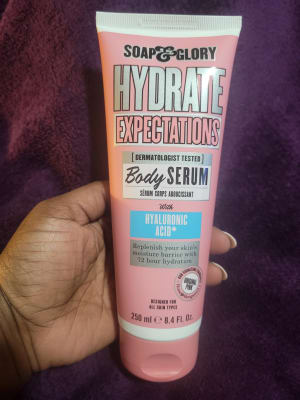 SOAP & GLORY
HYDRATE
EXPECTATIONS
[DERMATOLOGIST TESTED]
Body SERUM
SÉRUM CORPS ADOUCISSANT
With
HYALURONIC
ACID*
Replenish your skin's
moisture barrier with
72 hour hydration
ORIGINAL
PINK
DESIGNED FOR
ALL SKIN TYPES
250 ml ℮ 8.4 Fl. Oz.